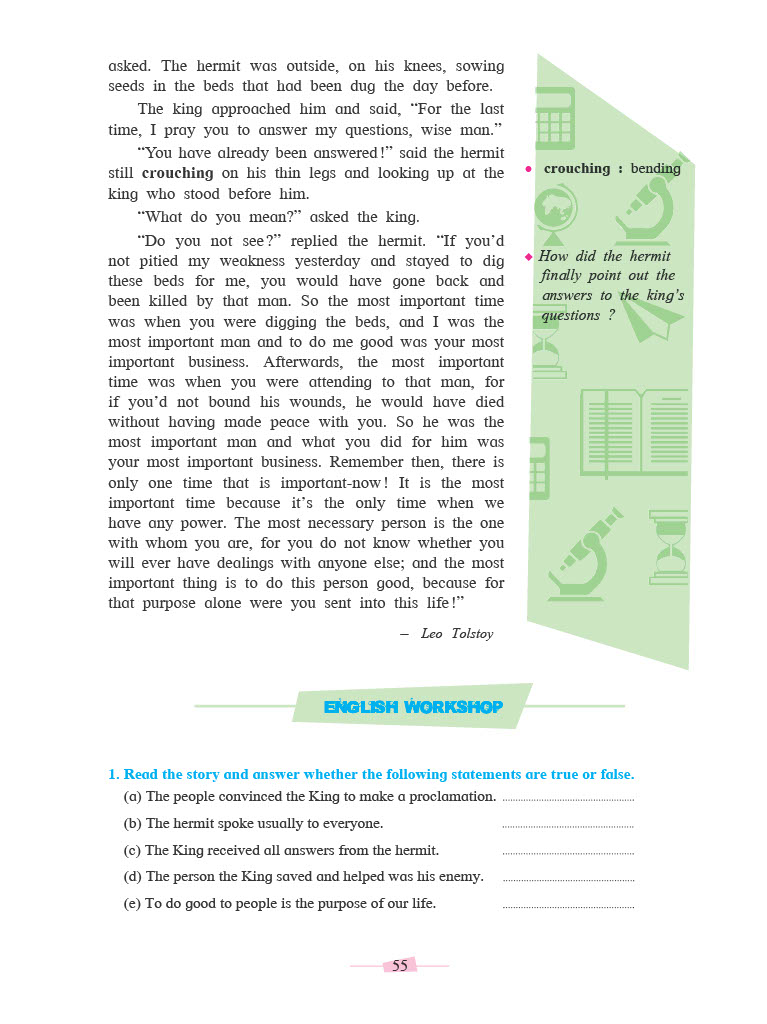 asked. The hermit was outside, on his knees, sowing
seeds in the beds that had been dug the day before.
The king approached him and said, “For the last
time, I pray you to answer my questions, wise man.”
“You have already been answered!” said the hermit
still crouching on his thin legs and looking up at the
king who stood before him.
“What do you mean?” asked the king.
“Do you not see?” replied the hermit. “If you’d
not pitied my weakness yesterday and stayed to dig
these beds for me, you would have gone back and
been killed by that man. So the most important time
was when you were digging the beds, and I was the
most important man and to do me good was your most
important business. Afterwards, the most important
time was when you were attending to that man, for
if you’d not bound his wounds, he would have died
without having made peace with you. So he was the
most important man and what you did for him was
your most important business. Remember then, there is
only one time that is important-now! It is the most
important time because it’s the only time when we
have any power. The most necessary person is the one
with whom you are, for you do not know whether you
will ever have dealings with anyone else; and the most
important thing is to do this person good, because for
that purpose alone were you sent into this life!”
– Leo Tolstoy
● crouching : bending
◆ How did the hermit
finally point out the
answers to the king’s
questions ?
ENGLISH WORKSHOP
1. Read the story and answer whether the following statements are true or false.
(a) The people convinced the King to make a proclamation. ....................................................
(b) The hermit spoke usually to everyone. ....................................................
(c) The King received all answers from the hermit. ....................................................
(d) The person the King saved and helped was his enemy. ....................................................
(e) To do good to people is the purpose of our life. ....................................................
55